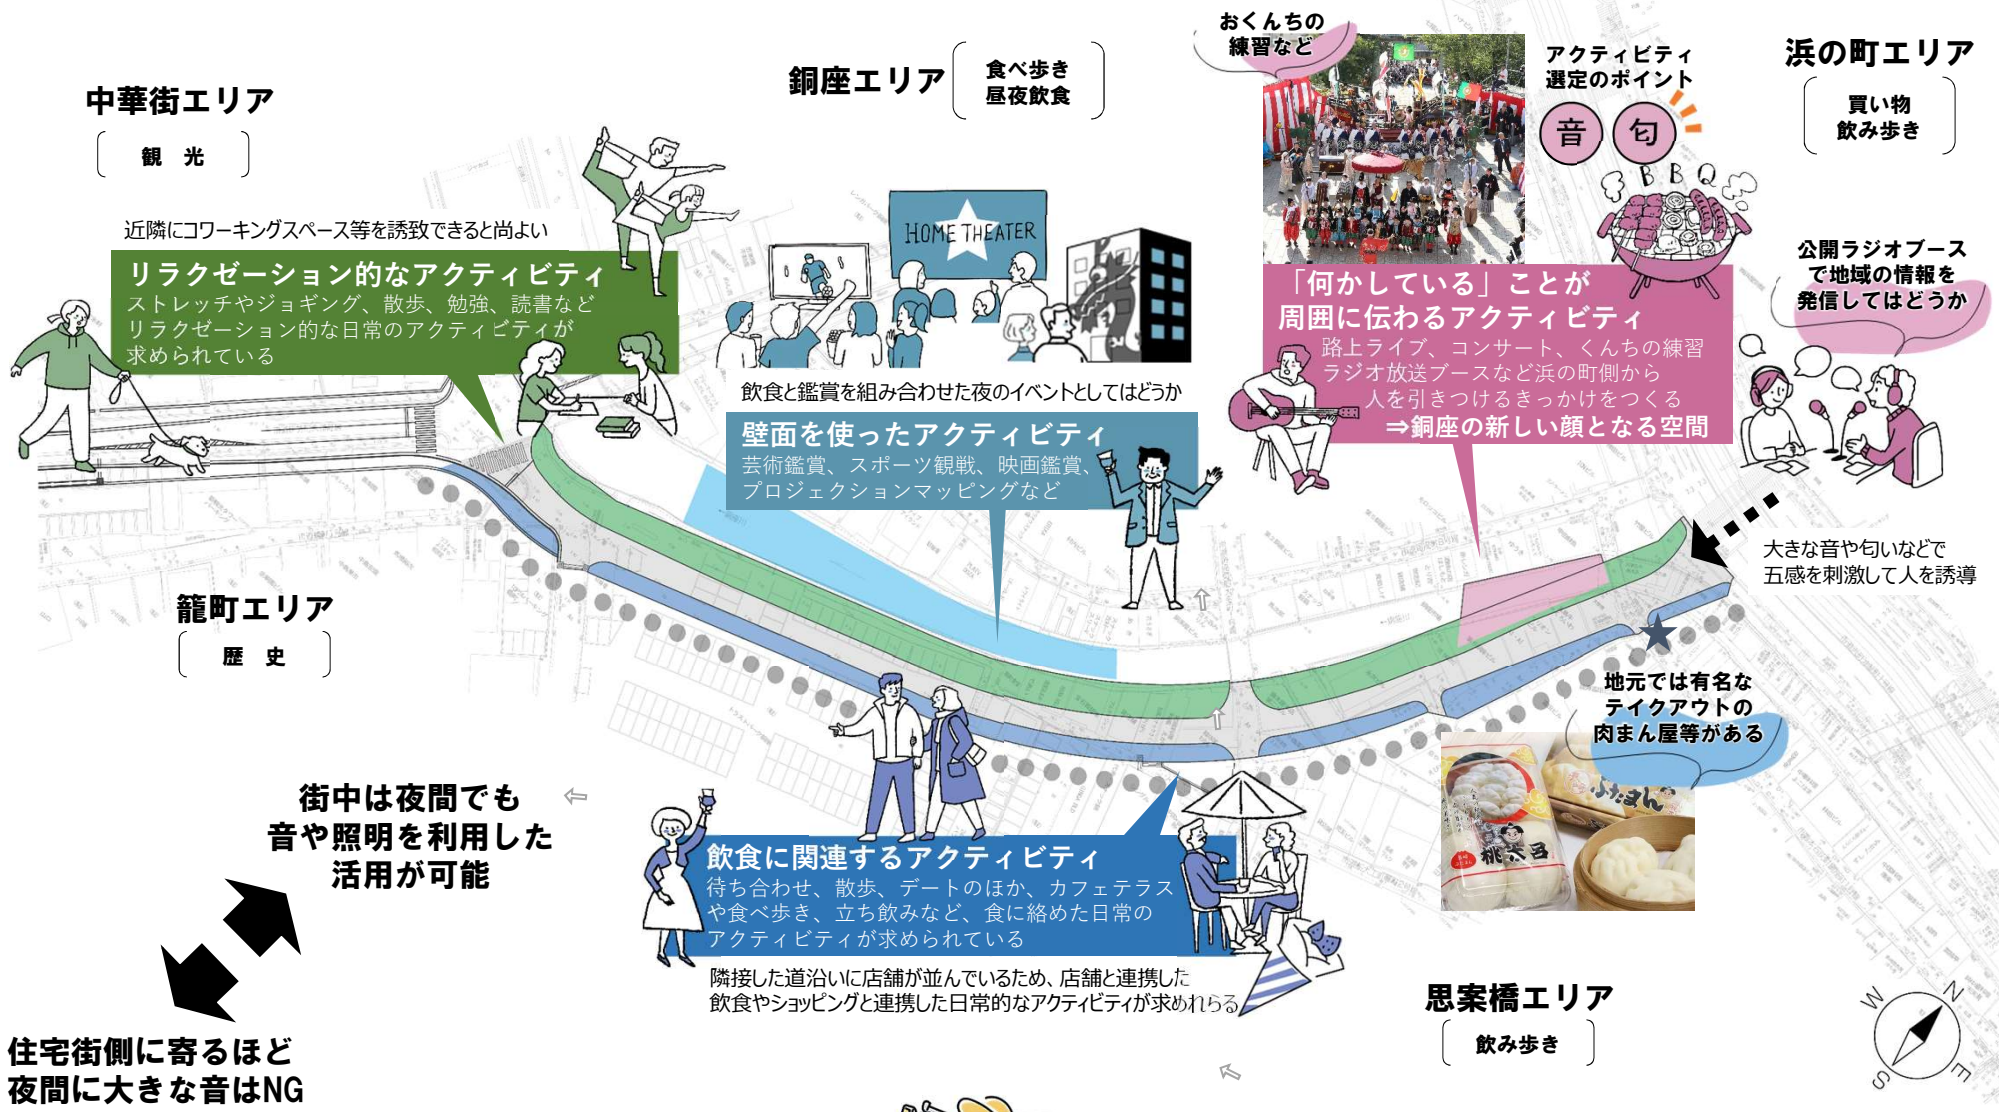 おくんちの
練習など
アクティビティ
選定のポイント
音
匂
BBQ
浜の町エリア
買い物
飲み歩き
銅座エリア
食べ歩き
昼夜飲食
中華街エリア
観 光
近隣にコワーキングスペース等を誘致できると尚よい
リラクゼーション的なアクティビティ
ストレッチやジョギング、散歩、勉強、読書など
リラクゼーション的な日常のアクティビティが
求められている
HOME THEATER
飲食と鑑賞を組み合わせた夜のイベントとしてはどうか
壁面を使ったアクティビティ
芸術鑑賞、スポーツ観戦、映画鑑賞、
プロジェクションマッピングなど
「何かしている」ことが
周囲に伝わるアクティビティ
路上ライブ、コンサート、くんちの練習
ラジオ放送ブースなど浜の町側から
人を引きつけるきっかけをつくる
⇒銅座の新しい顔となる空間
公開ラジオブース
で地域の情報を
発信してはどうか
大きな音や匂いなどで
五感を刺激して人を誘導
籠町エリア
歴 史
地元では有名な
テイクアウトの
肉まん屋等がある
ぶたまん
桃太呂
街中は夜間でも
音や照明を利用した
活用が可能
住宅街側に寄るほど
夜間に大きな音はNG
飲食に関連するアクティビティ
待ち合わせ、散歩、デートのほか、カフェテラス
や食べ歩き、立ち飲みなど、食に絡めた日常の
アクティビティが求められている
隣接した道沿いに店舗が並んでいるため、店舗と連携した
飲食やショッピングと連携した日常的なアクティビティが求めれらる
思案橋エリア
飲み歩き
W
N
S
E